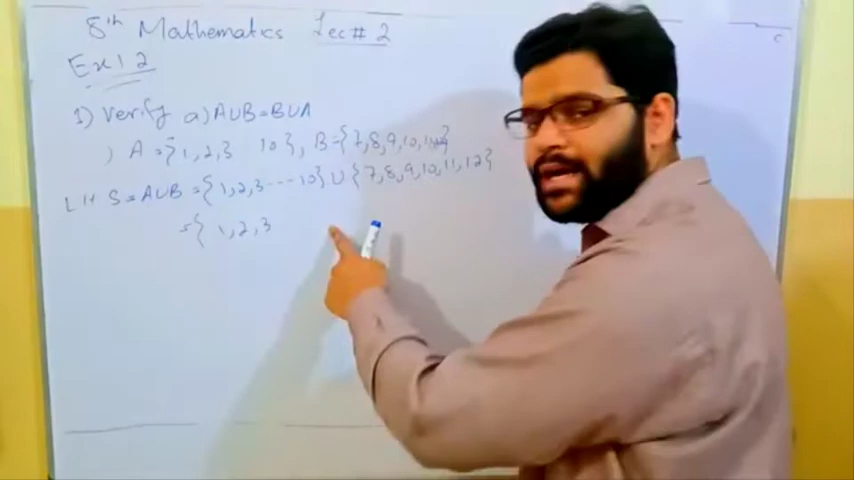 8th Mathematics Lec# 2
Ex 1.2
1) Verify a) AUB=BUA
) A = {1,2,3 10}, B={7,8,9,10,11,12}
L H S = AUB = {1,2,3---10} U {7,8,9,10,11,12}
={ 1,2,3